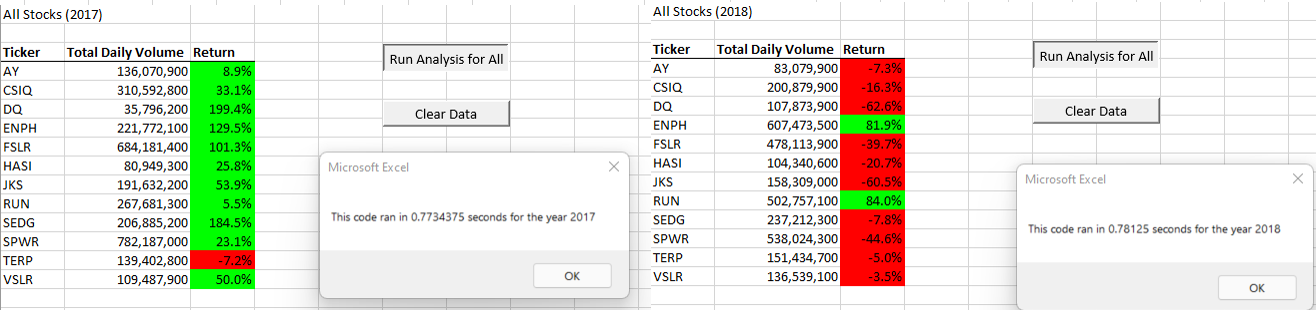 All Stocks (2017)
Ticker Total Daily Volume Return
AY 136,070,900 8.9%
CSIQ 310,592,800 33.1%
DQ 35,796,200 199.4%
ENPH 221,772,100 129.5%
FSLR 684,181,400 101.3%
HASI 80,949,300 25.8%
JKS 191,632,200 53.9%
RUN 267,681,300 5.5%
SEDG 206,885,200 184.5%
SPWR 782,187,000 23.1%
TERP 139,402,800 -7.2%
VSLR 109,487,900 50.0%
Run Analysis for All
Clear Data
Microsoft Excel
This code ran in 0.7734375 seconds for the year 2017
OK
All Stocks (2018)
Ticker Total Daily Volume Return
AY 83,079,900 -7.3%
CSIQ 200,879,900 -16.3%
DQ 107,873,900 -62.6%
ENPH 607,473,500 81.9%
FSLR 478,113,900 -39.7%
HASI 104,340,600 -20.7%
JKS 158,309,000 -60.5%
RUN 502,757,100 84.0%
SEDG 237,212,300 -7.8%
SPWR 538,024,300 -44.6%
TERP 151,434,700 -5.0%
VSLR 136,539,100 -3.5%
Run Analysis for All
Clear Data
Microsoft Excel
This code ran in 0.78125 seconds for the year 2018
OK